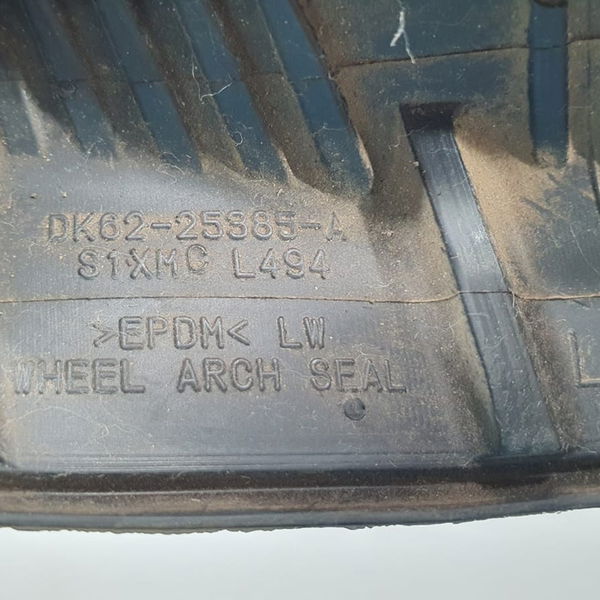 DK62-25385-A
S1XMC L494
>EPDM< LW
WHEEL ARCH SEAL
L